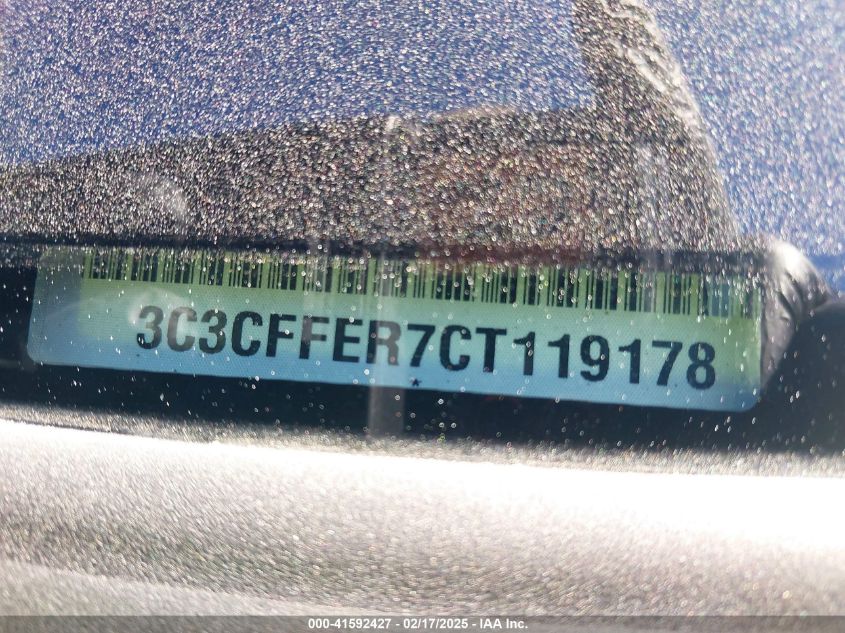 3C3CFFER7CT119178
000-41592427 - 02/17/2025 - IAA Inc.